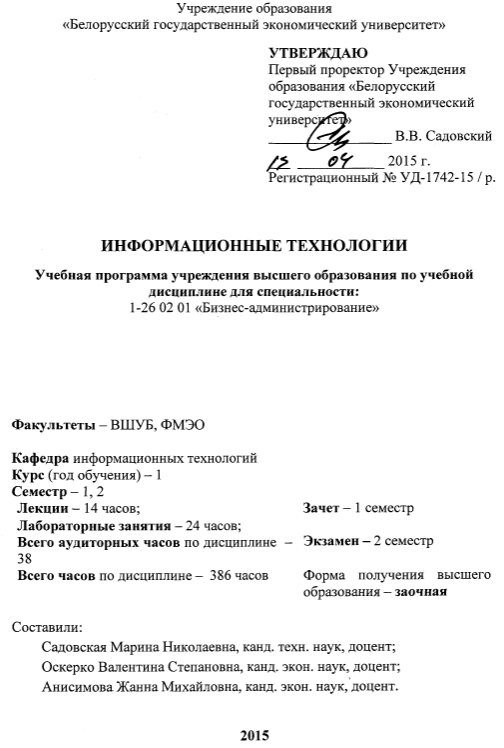 Учреждение образования
«Белорусский государственный экономический университет»
УТВЕРЖДАЮ
Первый проректор Учреждения
образования «Белорусский
государственный экономический
университет»
В.В. Садовский
15 04 2015 г.
Регистрационный № УД-1742-15 / р.
ИНФОРМАЦИОННЫЕ ТЕХНОЛОГИИ
Учебная программа учреждения высшего образования по учебной
дисциплине для специальности:
1-26 02 01 «Бизнес-администрирование»
Факультеты – ВШУБ, ФМЭО
Кафедра информационных технологий
Курс (год обучения) – 1
Семестр – 1, 2
Лекции – 14 часов;
Зачет – 1 семестр
Лабораторные занятия – 24 часов;
Всего аудиторных часов по дисциплине –
38
Экзамен – 2 семестр
Всего часов по дисциплине – 386 часов
Форма получения высшего
образования – заочная
Составили:
Садовская Марина Николаевна, канд. техн. наук, доцент;
Оскерко Валентина Степановна, канд. экон. наук, доцент;
Анисимова Жанна Михайловна, канд. экон. наук, доцент.
2015